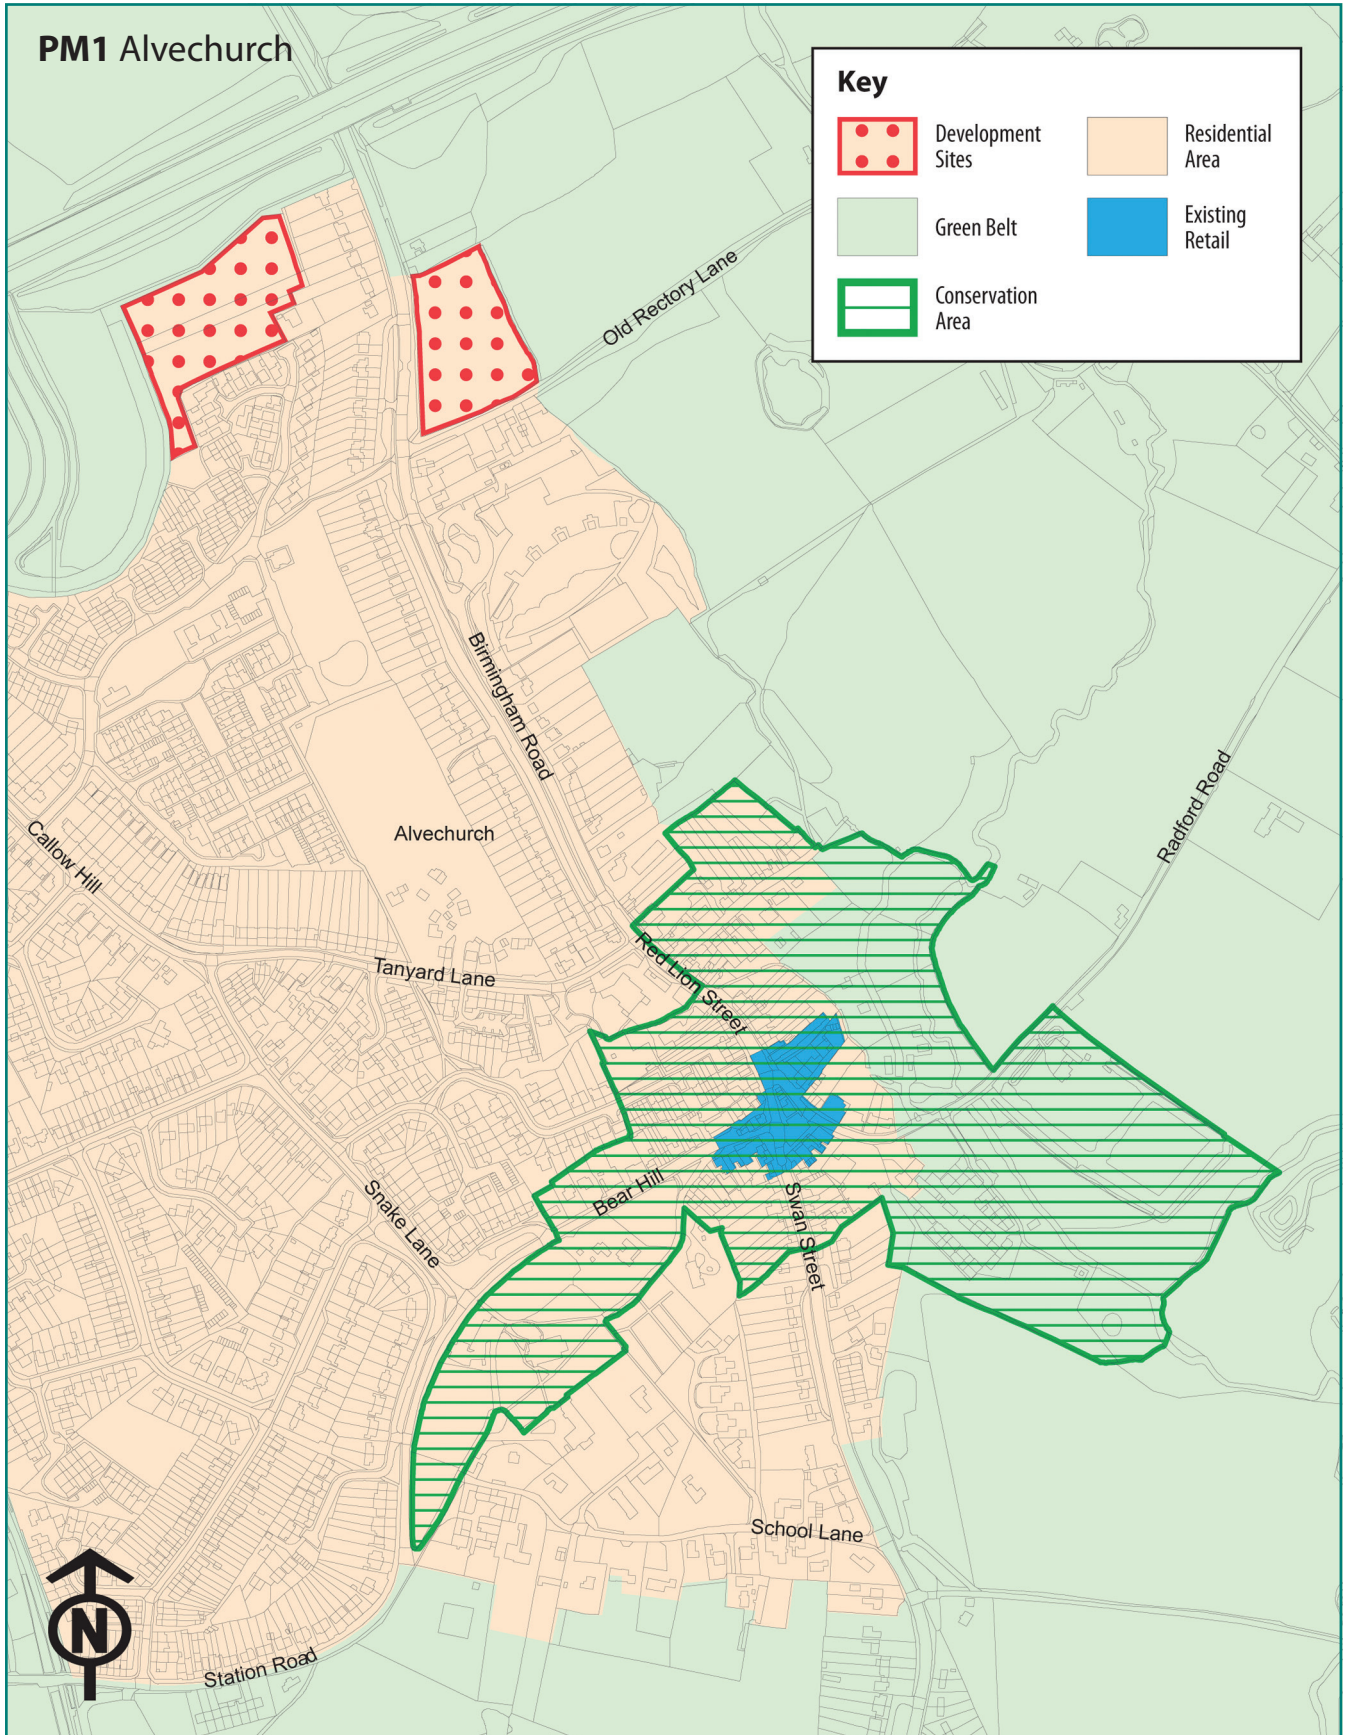 PM1 Alvechurch
Key
Development
Sites
Residential
Area
Green Belt
Existing
Retail
Conservation
Area
Old Rectory Lane
Birmingham Road
Radford Road
Callow Hill
Alvechurch
Red Lion Street
Tanyard Lane
Bear Hill
Snake Lane
Swan Street
School Lane
N
Station Road